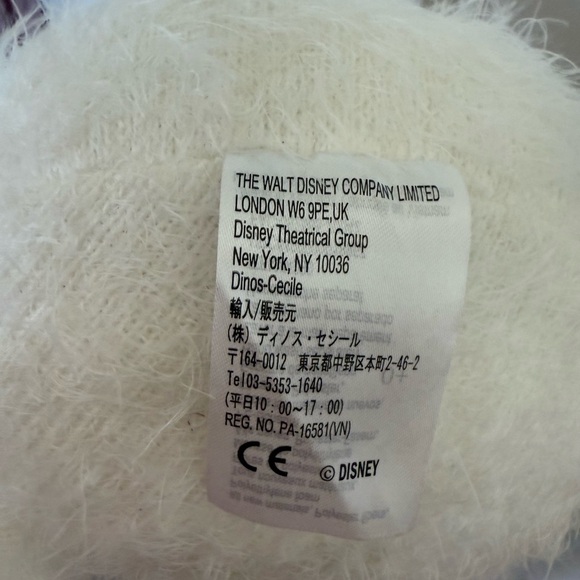 THE WALT DISNEY COMPANY LIMITED
LONDON W6 9PE,UK
Disney Theatrical Group
New York, NY 10036
Dinos-Cecile
輸入/販売元
(株) ディノス・セシール
〒164-0012 東京都中野区本町2-46-2
Tel03-5353-1640
(平日10：00～17：00)
REG. NO. PA-16581(VN)
CE
© DISNEY